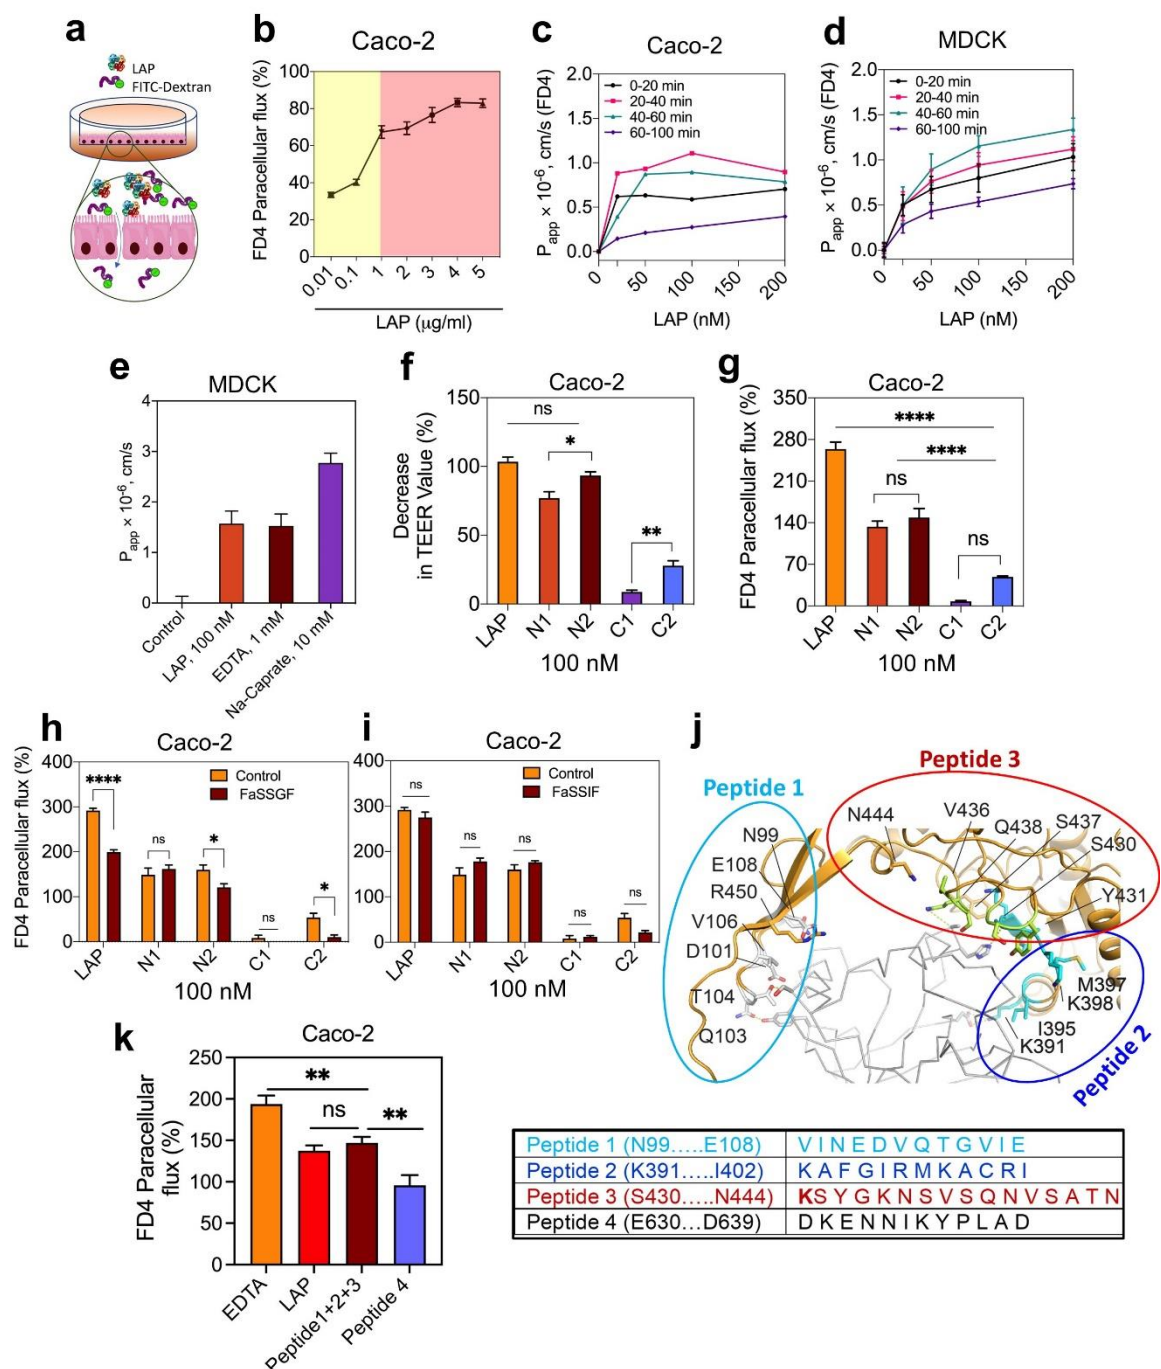 a
LAP
FITC-Dextran
b
Caco-2
FD4 Paracellular flux (%)
100
80
60
40
20
0
0.01
0.1
1
2
3
4
5
LAP (μg/ml)
c
Caco-2
P app × 10⁻⁶, cm/s (FD4)
2.0
1.5
1.0
0.5
0.0
0-20 min
20-40 min
40-60 min
60-100 min
0
50
100
150
200
LAP (nM)
d
MDCK
P app × 10⁻⁶, cm/s (FD4)
2.0
1.5
1.0
0.5
0.0
0-20 min
20-40 min
40-60 min
60-100 min
0
50
100
150
200
LAP (nM)
e
MDCK
P app × 10⁻⁶, cm/s
4
3
2
1
0
Control
LAP, 100 nM
EDTA, 1 mM
Na-Caprate, 10 mM
f
Caco-2
Decrease
in TEER Value (%)
150
100
50
0
ns
*
**
LAP
N1
N2
C1
C2
100 nM
g
Caco-2
FD4 Paracellular flux (%)
350
280
210
140
70
0
****
****
ns
ns
LAP
N1
N2
C1
C2
100 nM
h
Caco-2
FD4 Paracellular flux (%)
400
300
200
100
0
Control
FaSSGF
****
ns
*
ns
*
LAP
N1
N2
C1
C2
100 nM
i
Caco-2
400
300
200
100
0
Control
FaSSIF
ns
ns
ns
ns
ns
LAP
N1
N2
C1
C2
100 nM
j
Peptide 3
Peptide 1
Peptide 2
N99
E108
R450
V106
D101
T104
Q103
N444
V436
Q438
S437
S430
Y431
M397
K398
I395
K391
k
Caco-2
FD4 Paracellular
flux (%)
250
200
150
100
50
0
**
ns
**
EDTA
LAP
Peptide1+2+3
Peptide 4
Peptide 1 (N99…..E108) V I N E D V Q T G V I E
Peptide 2 (K391…..I402) K A F G I R M K A C R I
Peptide 3 (S430…..N444) K S Y G K N S V S Q N V S A T N
Peptide 4 (E630…D639) D K E N N I K Y P L A D